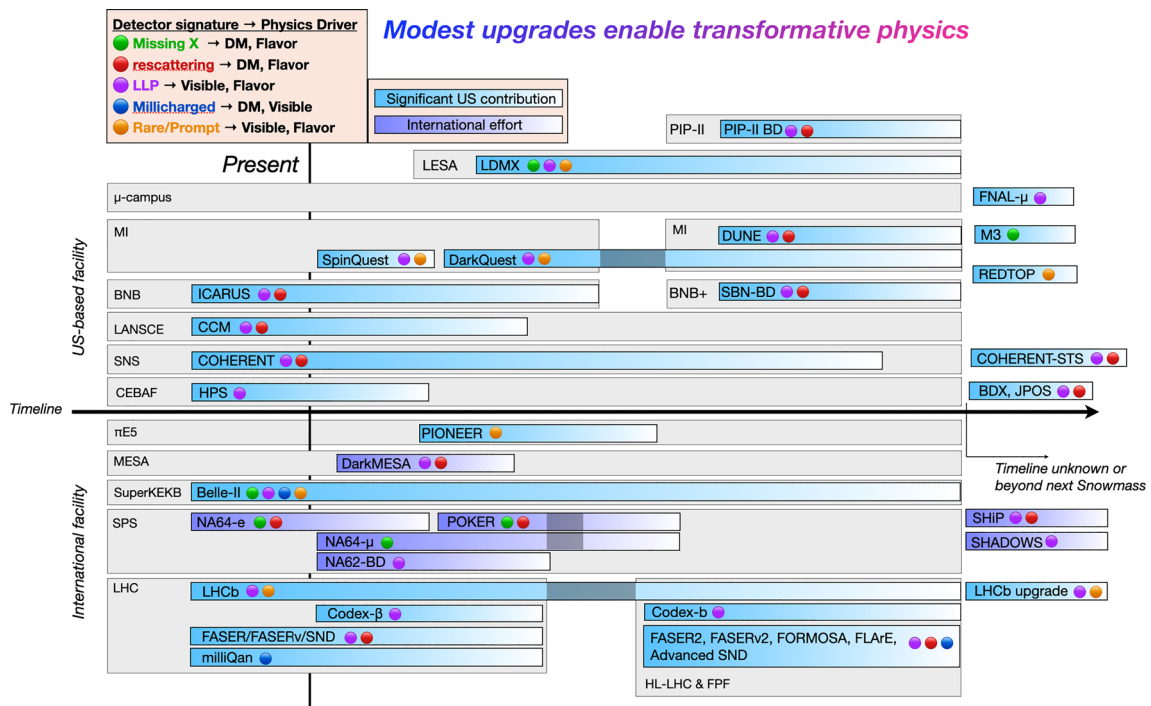 Detector signature → Physics Driver
Missing X → DM, Flavor
rescattering → DM, Flavor
LLP → Visible, Flavor
Millicharged → DM, Visible
Rare/Prompt → Visible, Flavor
Modest upgrades enable transformative physics
Significant US contribution
International effort
Present
PIP-II
PIP-II BD
LESA
LDMX
μ-campus
FNAL-μ
MI
MI
DUNE
M3
SpinQuest
DarkQuest
REDTOP
BNB
ICARUS
BNB+
SBN-BD
LANSCE
CCM
SNS
COHERENT
COHERENT-STS
CEBAF
HPS
BDX, JPOS
US-based facility
Timeline
πE5
PIONEER
MESA
DarkMESA
Timeline unknown or
beyond next Snowmass
SuperKEKB
Belle-II
SPS
NA64-e
POKER
SHiP
NA64-μ
SHADOWS
NA62-BD
International facility
LHC
LHCb
LHCb upgrade
Codex-β
Codex-b
FASER/FASERv/SND
FASER2, FASERv2, FORMOSA, FLArE,
Advanced SND
milliQan
HL-LHC & FPF